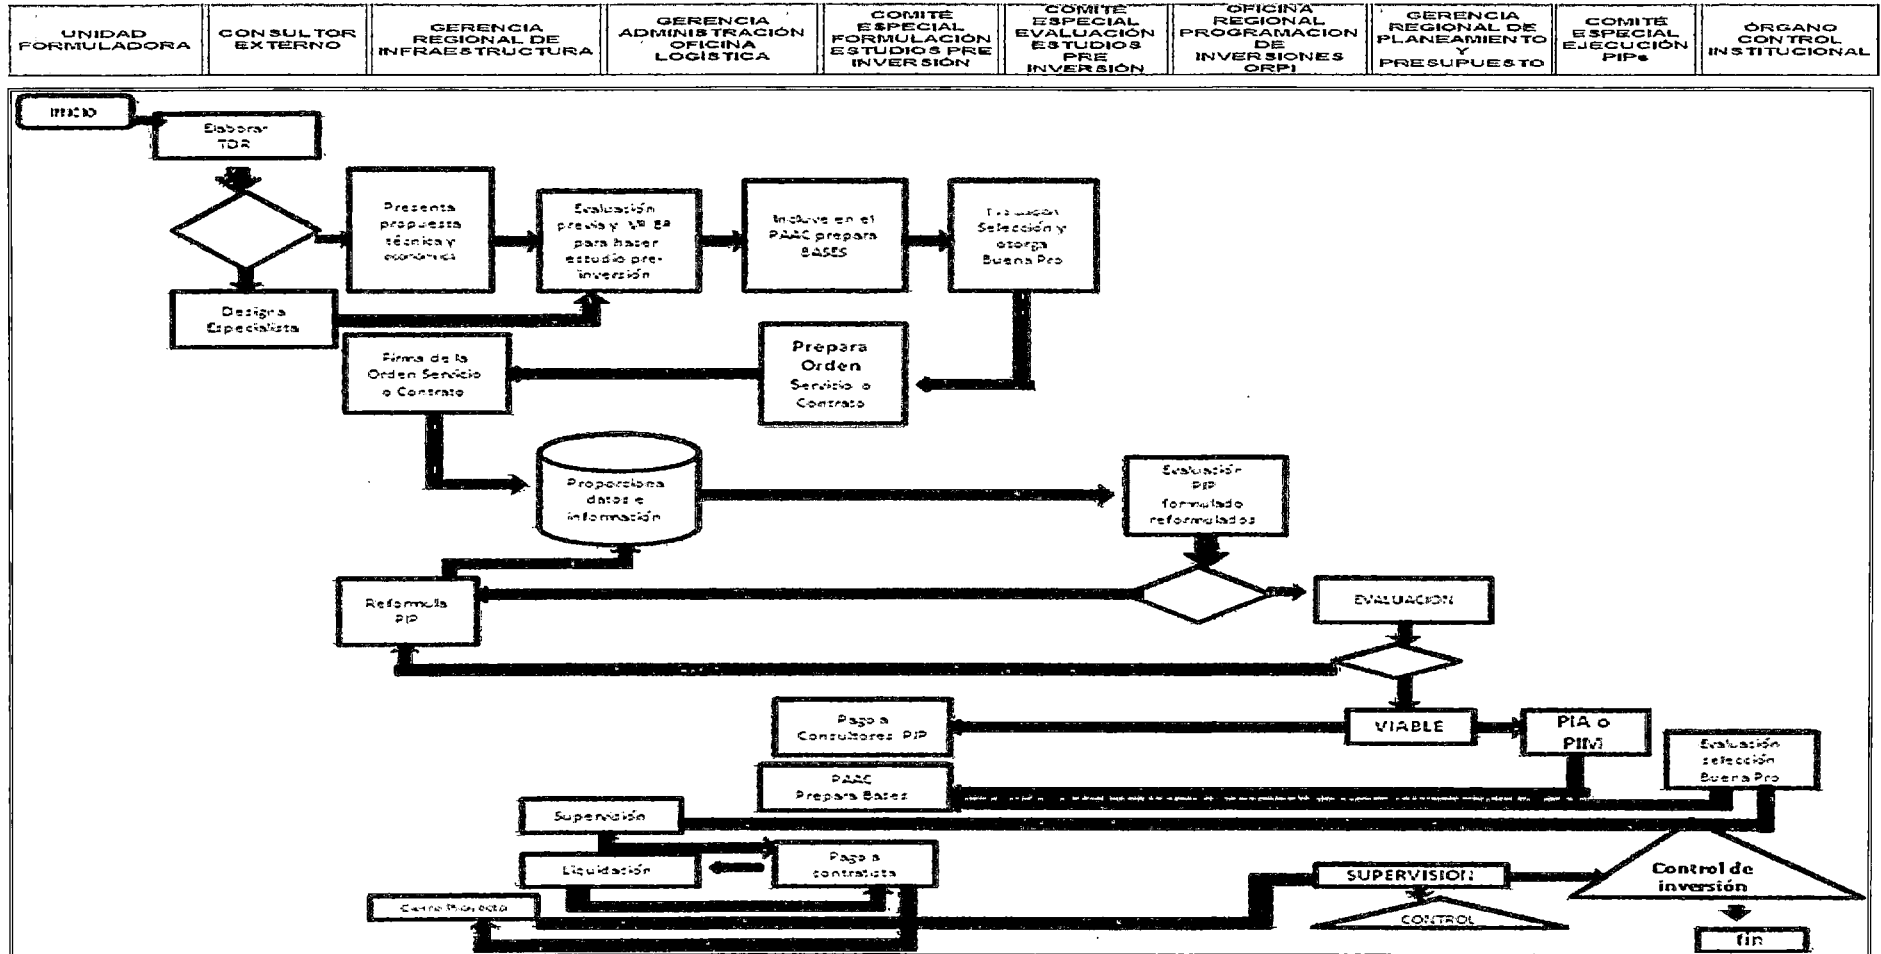 UNIDAD
FORMULADORA
CONSULTOR
EXTERNO
GERENCIA
REGIONAL DE
INFRAESTRUCTURA
GERENCIA
ADMINISTRACIÓN
OFICINA
LOGÍSTICA
COMITÉ
ESPECIAL
FORMULACIÓN
ESTUDIOS PRE
INVERSIÓN
COMITÉ
ESPECIAL
EVALUACIÓN
ESTUDIOS
PRE
INVERSIÓN
OFICINA
REGIONAL
PROGRAMACION
DE
INVERSIONES
ORPI
GERENCIA
REGIONAL DE
PLANEAMIENTO
Y
PRESUPUESTO
COMITÉ
ESPECIAL
EJECUCIÓN
PIPs
ÓRGANO
CONTROL
INSTITUCIONAL
INICIO
Elaborar
TDR
Presenta
propuesta
técnica y
económica
Evaluación
previa y
para hacer
estudio pre-
inversión
Incluye en el
PAAC prepara
BASES
Evaluación
Selección y
otorga
Buena Pro
Designa
Especialista
Firma de la
Orden Servicio
o Contrato
Prepara
Orden
Servicio o
Contrato
Proporciona
datos e
información
Evaluación
PIP
formulado
reformulados
Reformula
PIP
EVALUACION
Pago a
Consultores PIP
VIABLE
PIA o
PIM
Evaluación
selección
Buena Pro
PAAC
Prepara Bases
Supervisión
Liquidación
Pago a
contratista
Cierre Proyecto
SUPERVISION
CONTROL
Control de
inversión
fin